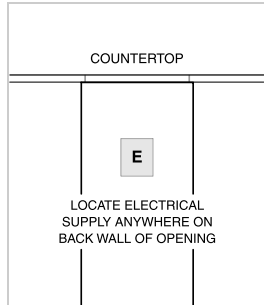 COUNTERTOP
E
LOCATE ELECTRICAL
SUPPLY ANYWHERE ON
BACK WALL OF OPENING